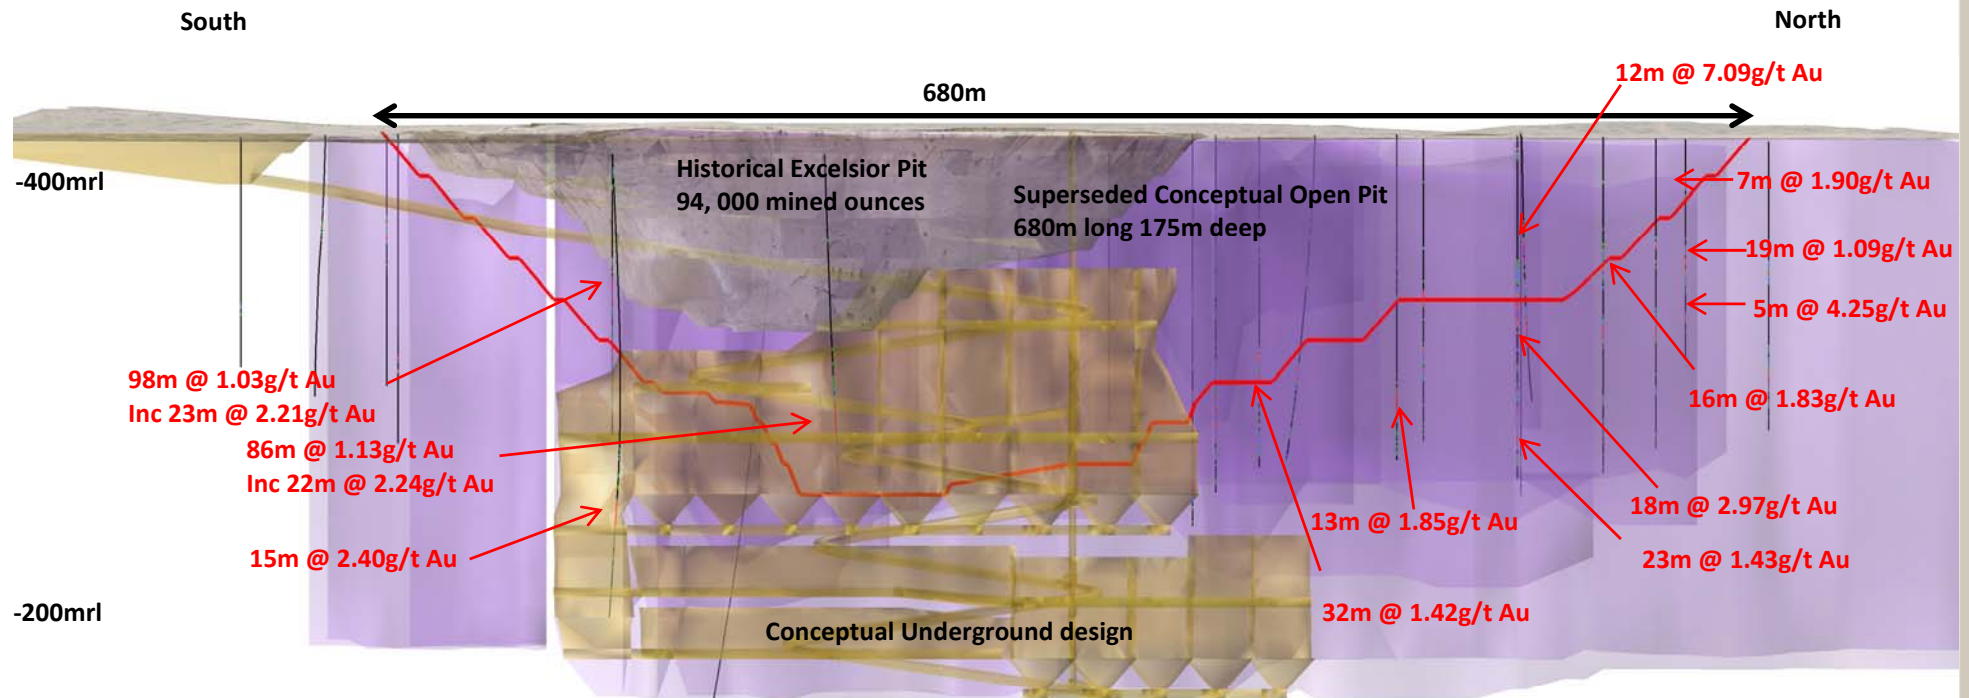 South
North
12m @ 7.09g/t Au
680m
-400mrl
Historical Excelsior Pit
94, 000 mined ounces
Superseded Conceptual Open Pit
680m long 175m deep
7m @ 1.90g/t Au
19m @ 1.09g/t Au
5m @ 4.25g/t Au
98m @ 1.03g/t Au
Inc 23m @ 2.21g/t Au
16m @ 1.83g/t Au
86m @ 1.13g/t Au
Inc 22m @ 2.24g/t Au
18m @ 2.97g/t Au
13m @ 1.85g/t Au
15m @ 2.40g/t Au
23m @ 1.43g/t Au
-200mrl
32m @ 1.42g/t Au
Conceptual Underground design